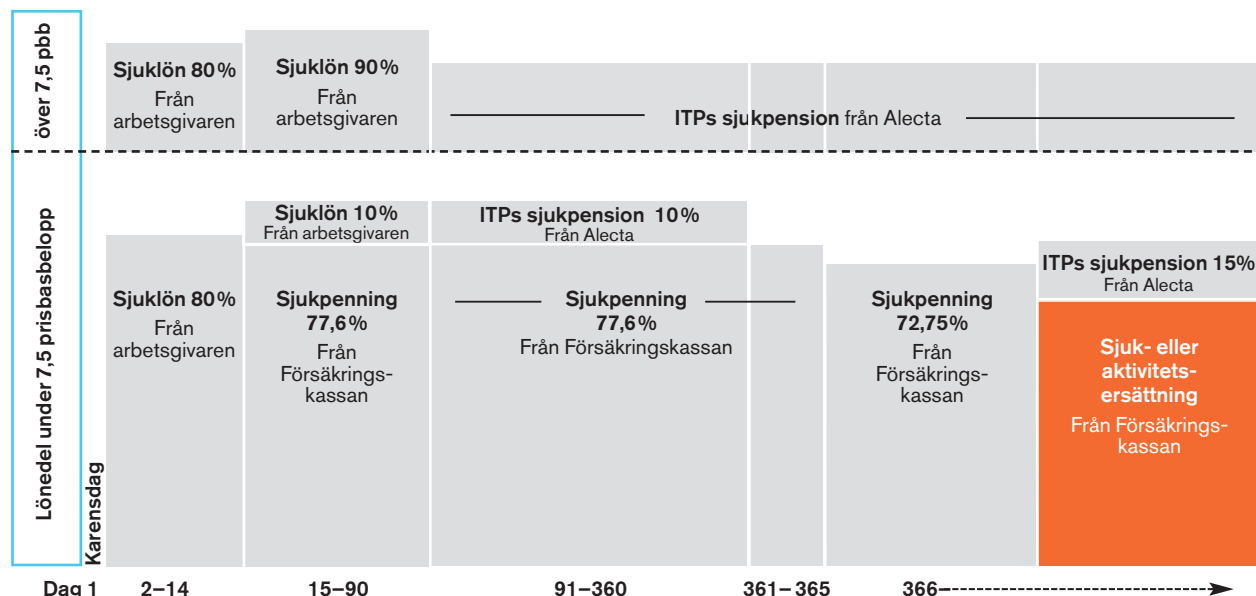 över 7,5 pbb
Sjuklön 80%
Från
arbetsgivaren
Sjuklön 90%
Från
arbetsgivaren
ITPs sjukpension från Alecta
Lönedel under 7,5 prisbasbelopp
Karensdag
Sjuklön 80%
Från
arbetsgivaren
Sjuklön 10%
Från arbetsgivaren
Sjukpenning
77,6%
Från
Försäkrings-
kassan
ITPs sjukpension 10%
Från Alecta
Sjukpenning
77,6%
Från Försäkringskassan
Sjukpenning
72,75%
Från
Försäkrings-
kassan
ITPs sjukpension 15%
Från Alecta
Sjuk- eller
aktivitets-
ersättning
Från Försäkrings-
kassan
Dag 1 2–14 15–90 91–360 361–365 366–